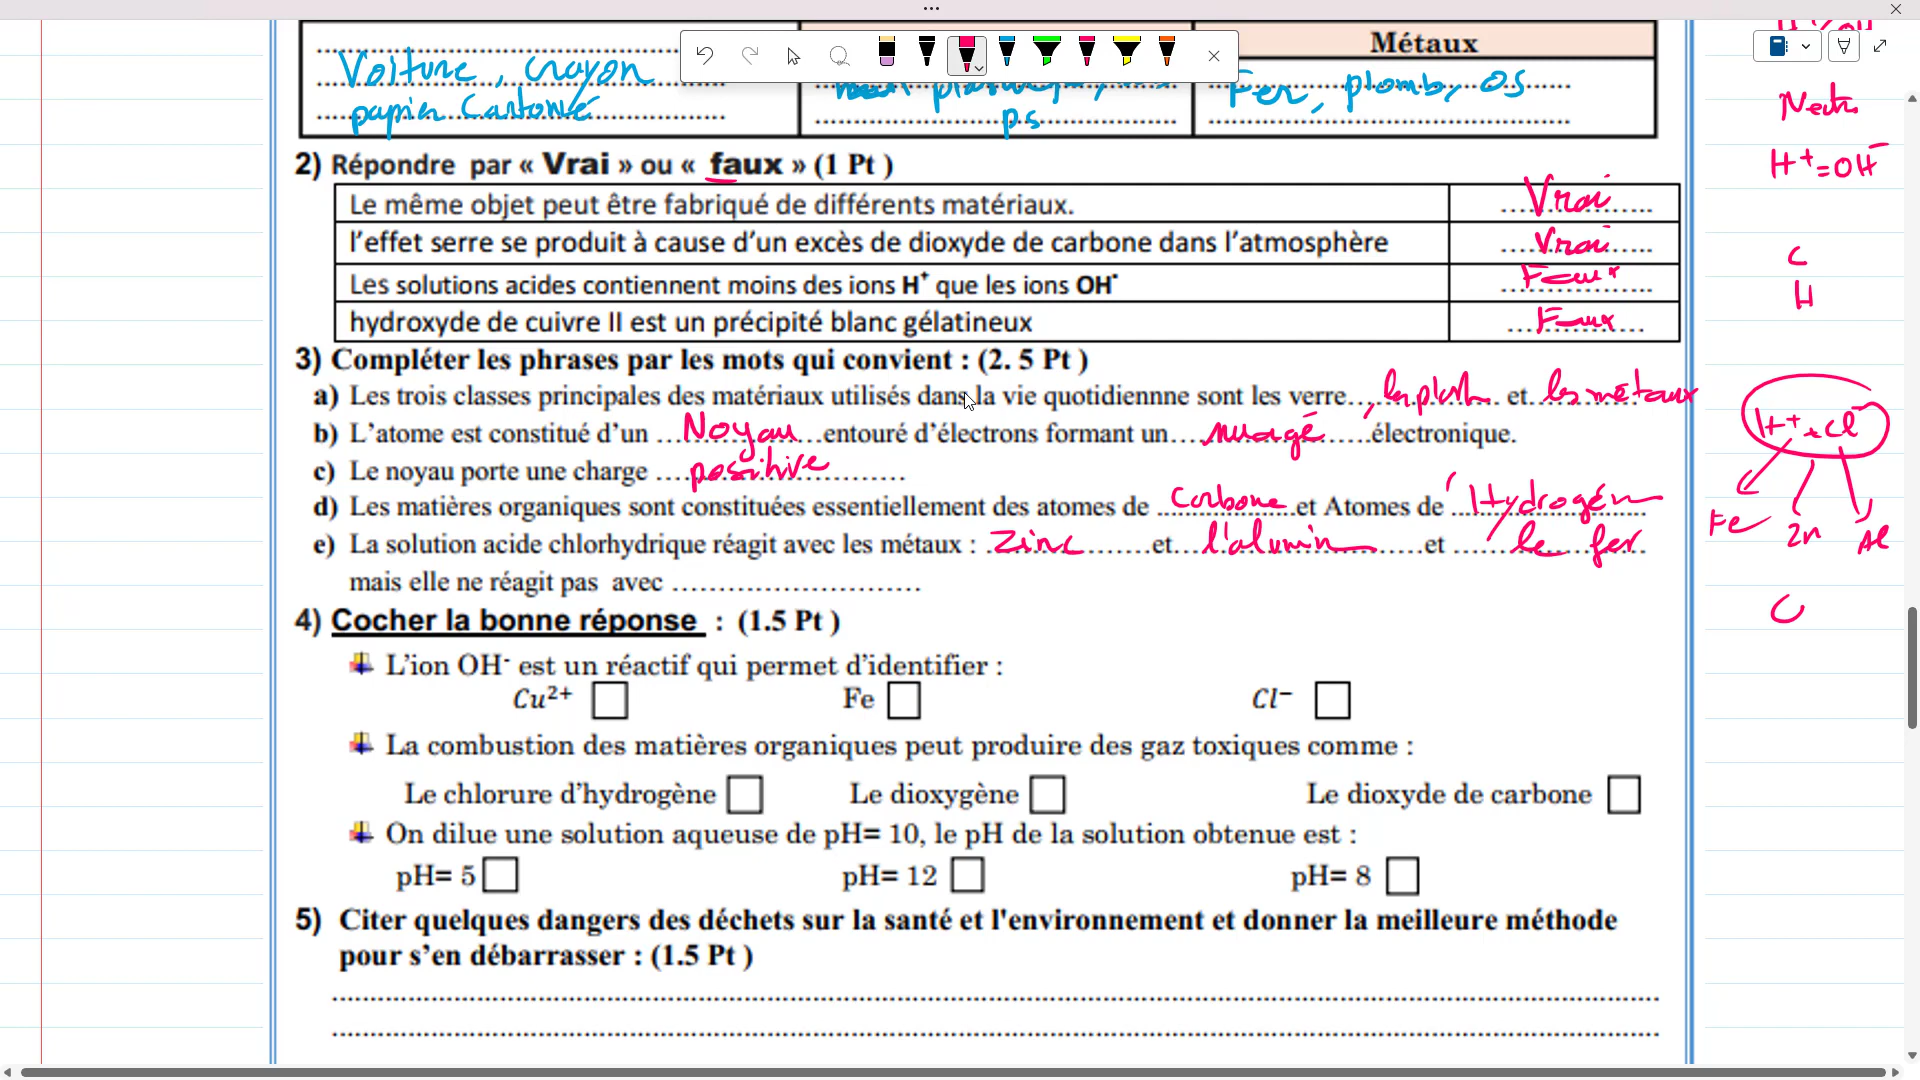 Métaux
Voiture, crayon
papier Cartonné
ps
Fer, plomb, os
2) Répondre par « Vrai » ou « faux » (1 Pt )
Le même objet peut être fabriqué de différents matériaux. Vrai
l'effet serre se produit à cause d'un excès de dioxyde de carbone dans l'atmosphère Vrai
Les solutions acides contiennent moins des ions H⁺ que les ions OH⁻ Faux
hydroxyde de cuivre II est un précipité blanc gélatineux Faux
3) Compléter les phrases par les mots qui convient : (2. 5 Pt )
a) Les trois classes principales des matériaux utilisés dans la vie quotidiennne sont les verre..., les plast et les métaux
b) L'atome est constitué d'un ...Noyau...entouré d'électrons formant un...nuagé...électronique.
c) Le noyau porte une charge ...positive...
d) Les matières organiques sont constituées essentiellement des atomes de ...carbone...et Atomes de ...Hydrogén...
e) La solution acide chlorhydrique réagit avec les métaux : ...zinc...et...l'alumin...et ...le fer...
mais elle ne réagit pas avec ..............................
4) Cocher la bonne réponse : (1.5 Pt )
L'ion OH⁻ est un réactif qui permet d'identifier :
Cu²⁺ Fe Cl⁻
La combustion des matières organiques peut produire des gaz toxiques comme :
Le chlorure d'hydrogène Le dioxygène Le dioxyde de carbone
On dilue une solution aqueuse de pH= 10, le pH de la solution obtenue est :
pH= 5 pH= 12 pH= 8
5) Citer quelques dangers des déchets sur la santé et l'environnement et donner la meilleure méthode
pour s'en débarrasser : (1.5 Pt )
Neutr
H⁺=OH⁻
C
H
H⁺+Cl⁻
Fe Zn Al
C